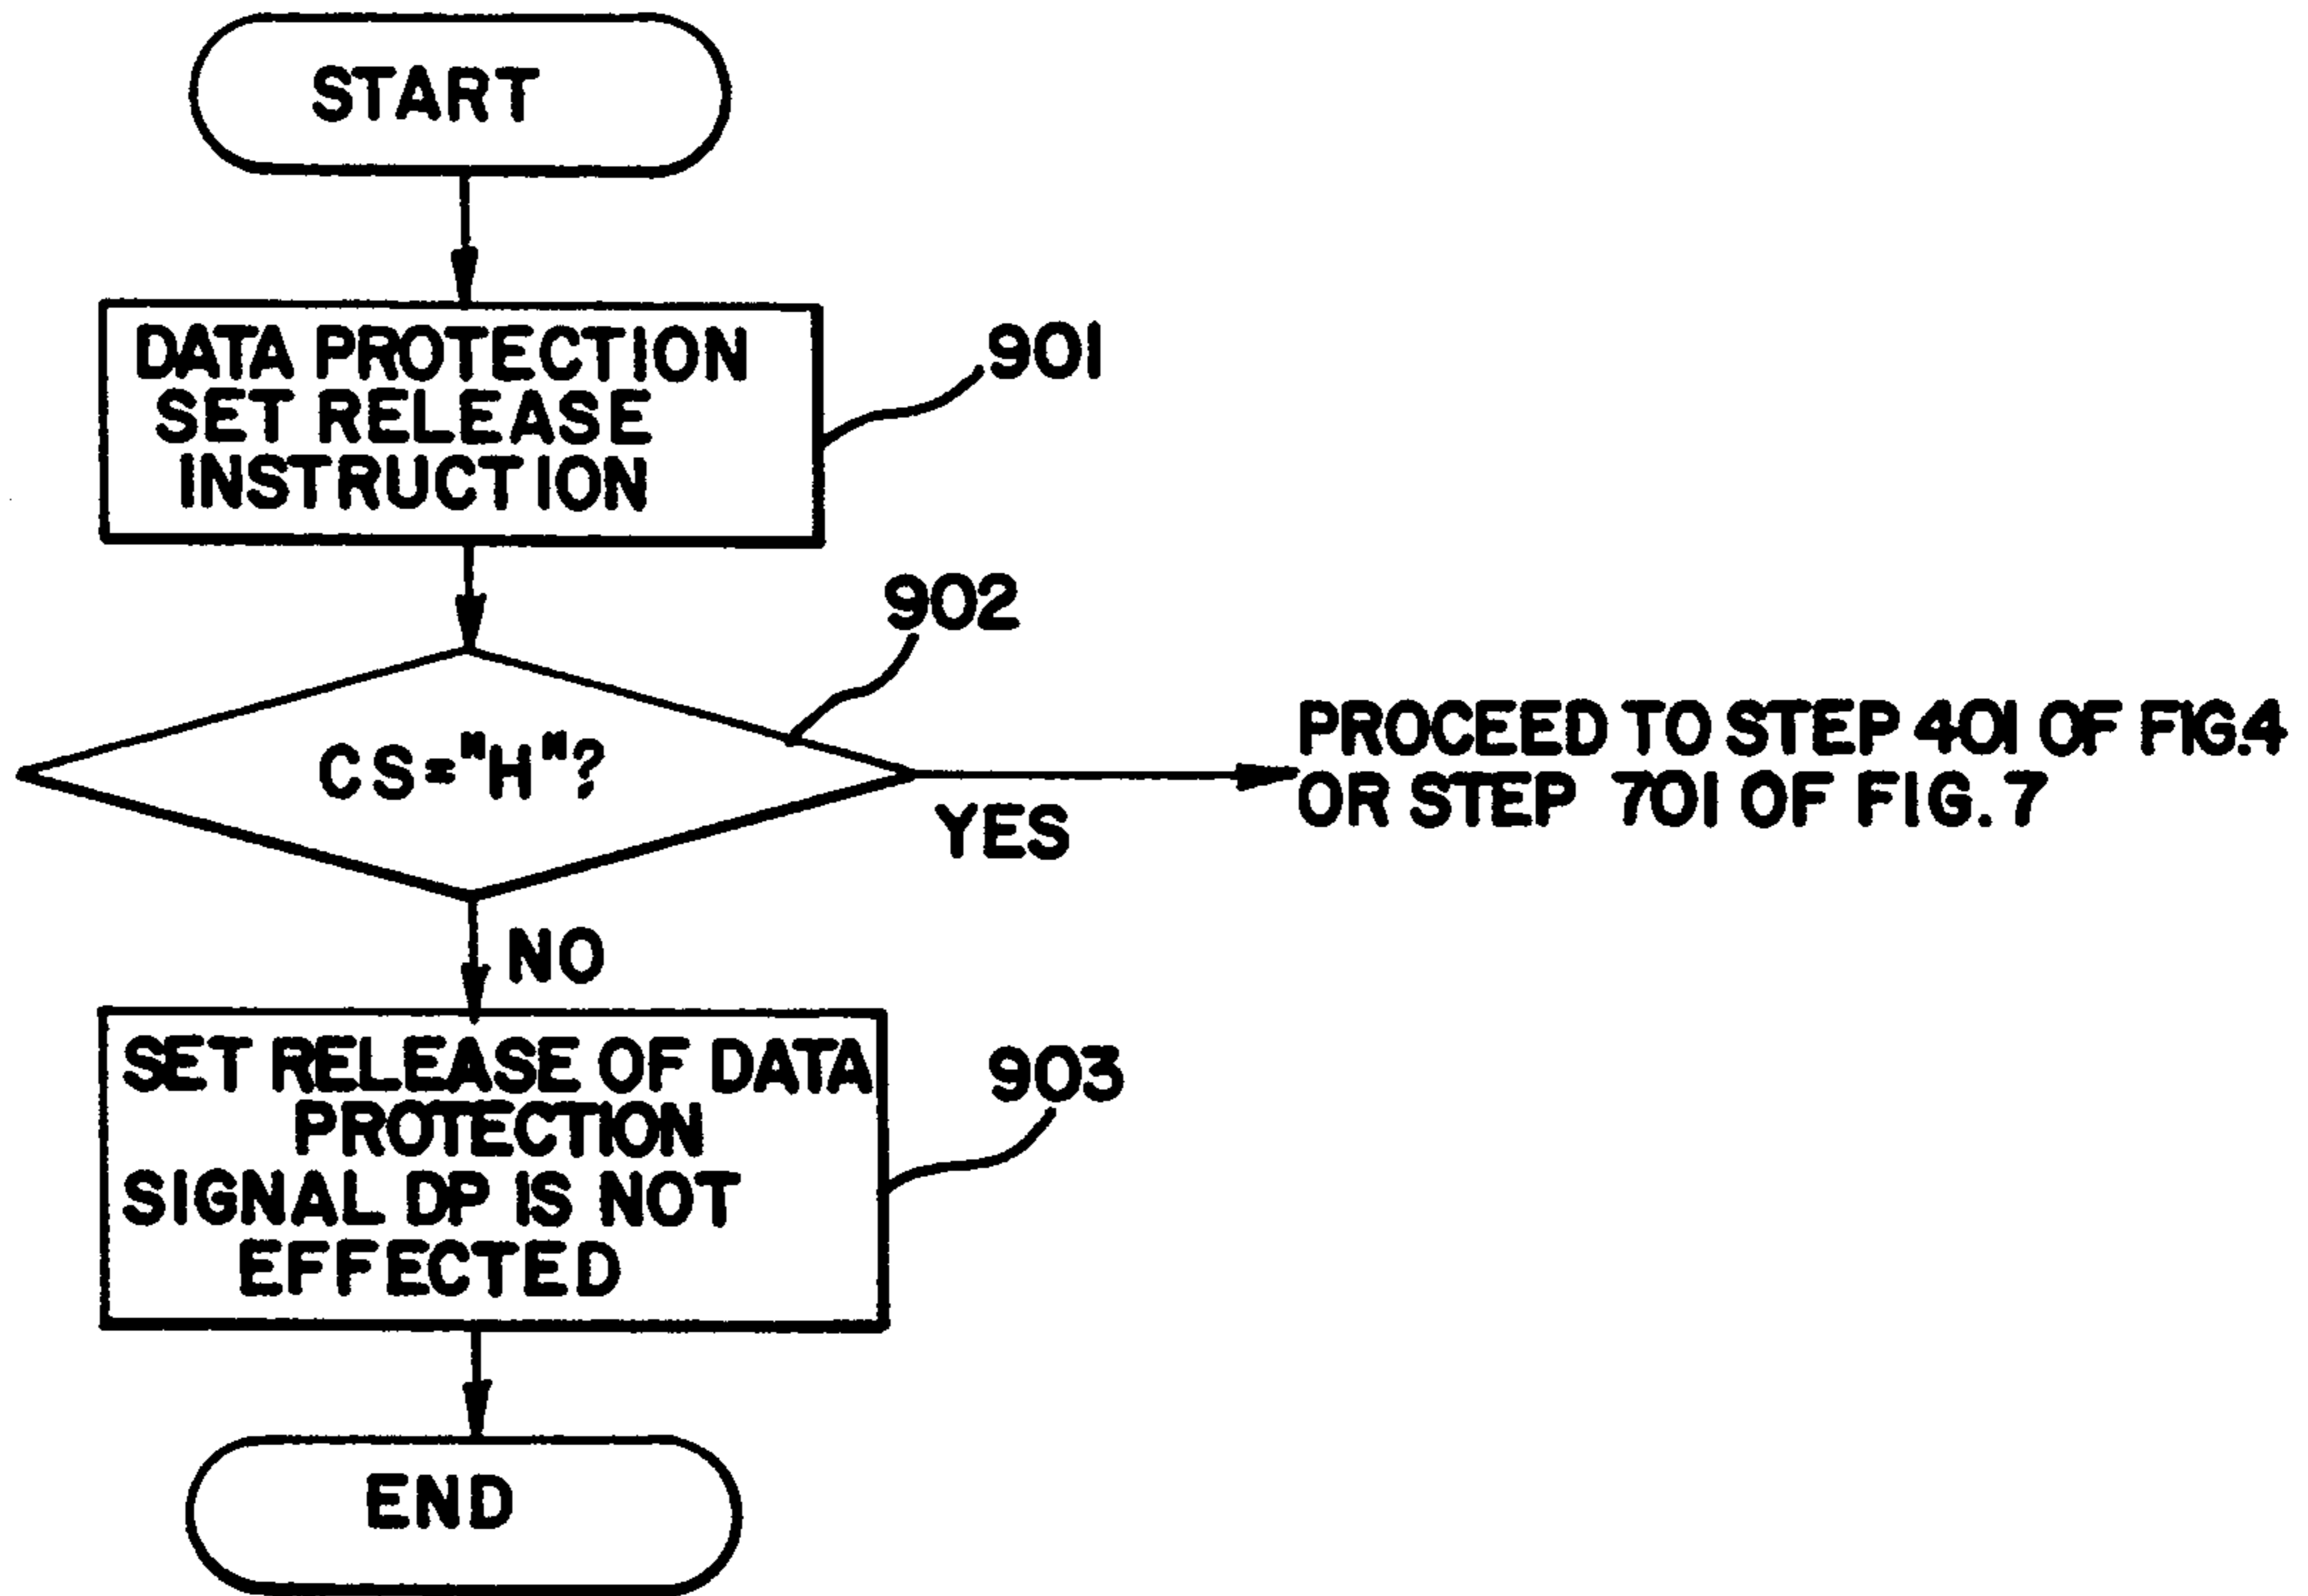 START
DATA PROTECTION
SET RELEASE
INSTRUCTION
901
902
CS="H"?
YES
PROCEED TO STEP 401 OF FIG.4
OR STEP 701 OF FIG. 7
NO
SET RELEASE OF DATA
PROTECTION
SIGNAL DP IS NOT
EFFECTED
903
END